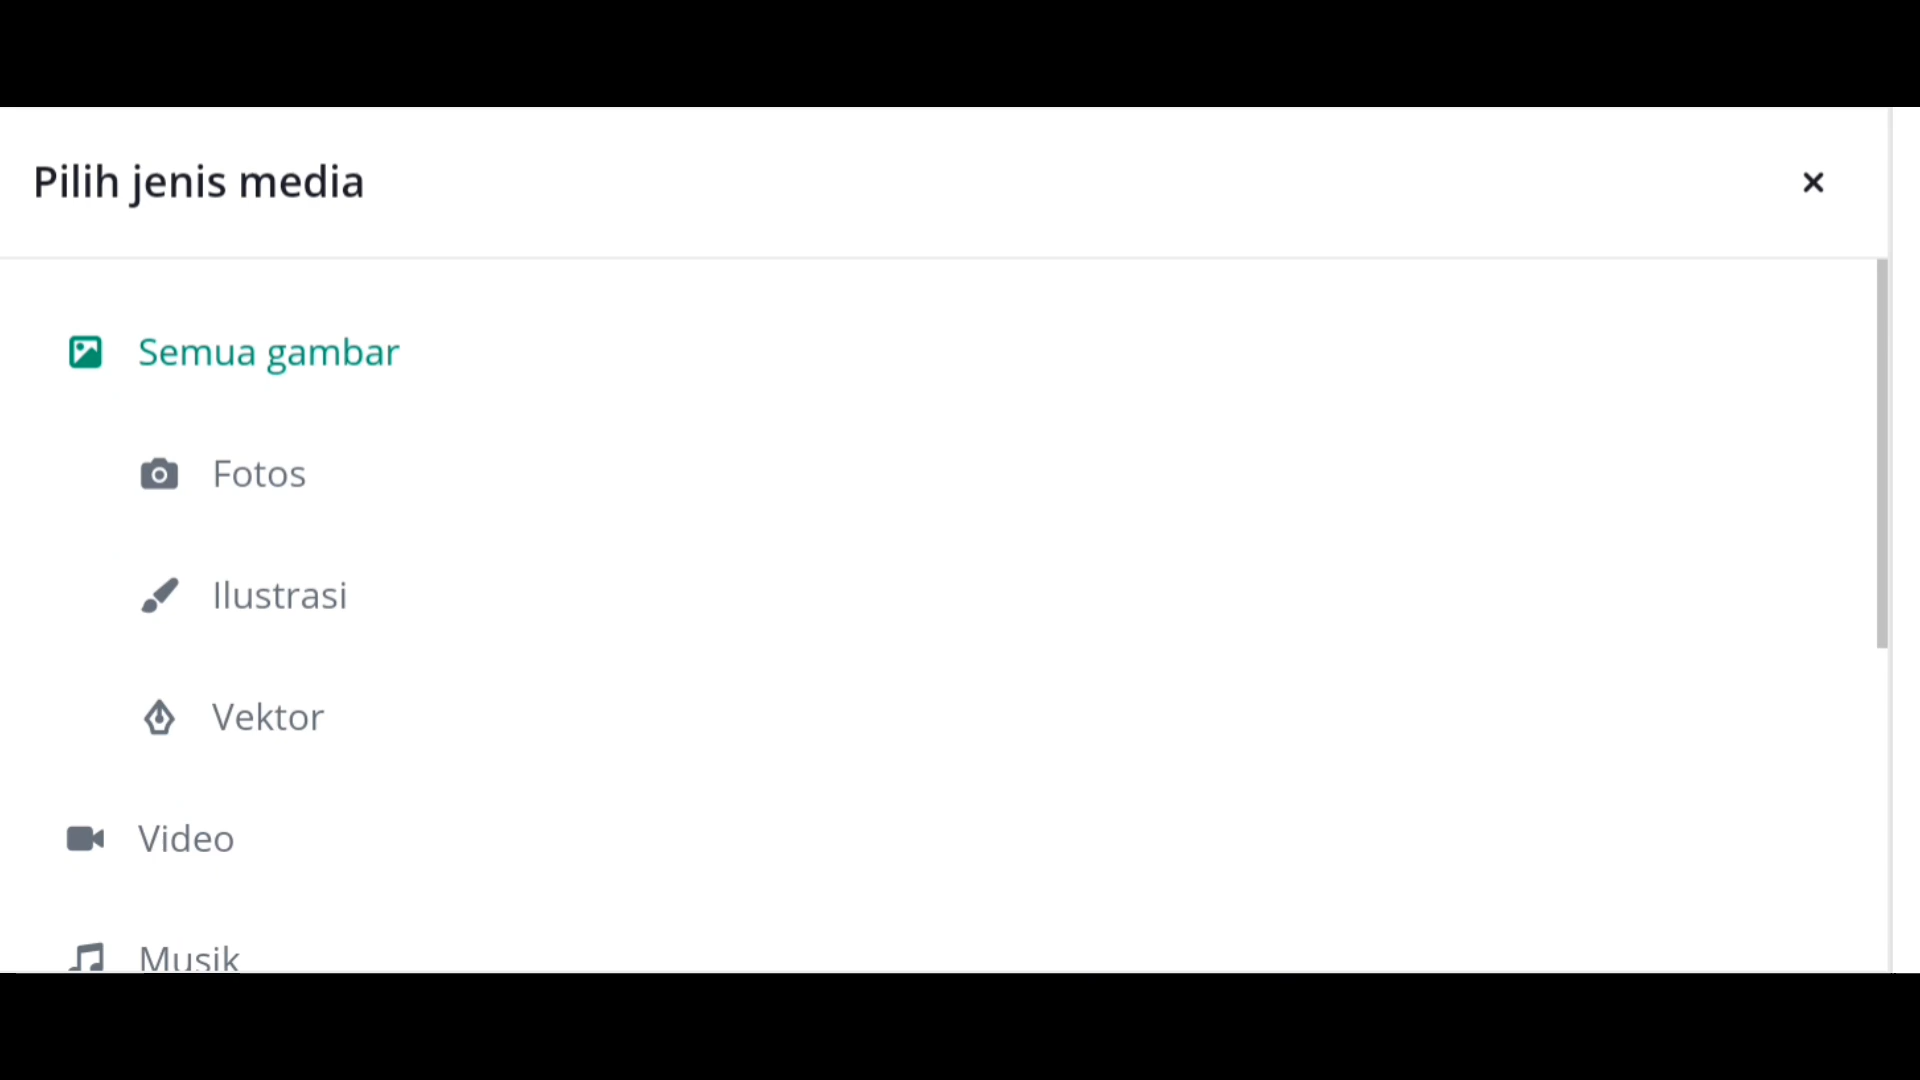 Pilih jenis media
Semua gambar
Fotos
Ilustrasi
Vektor
Video
Musik